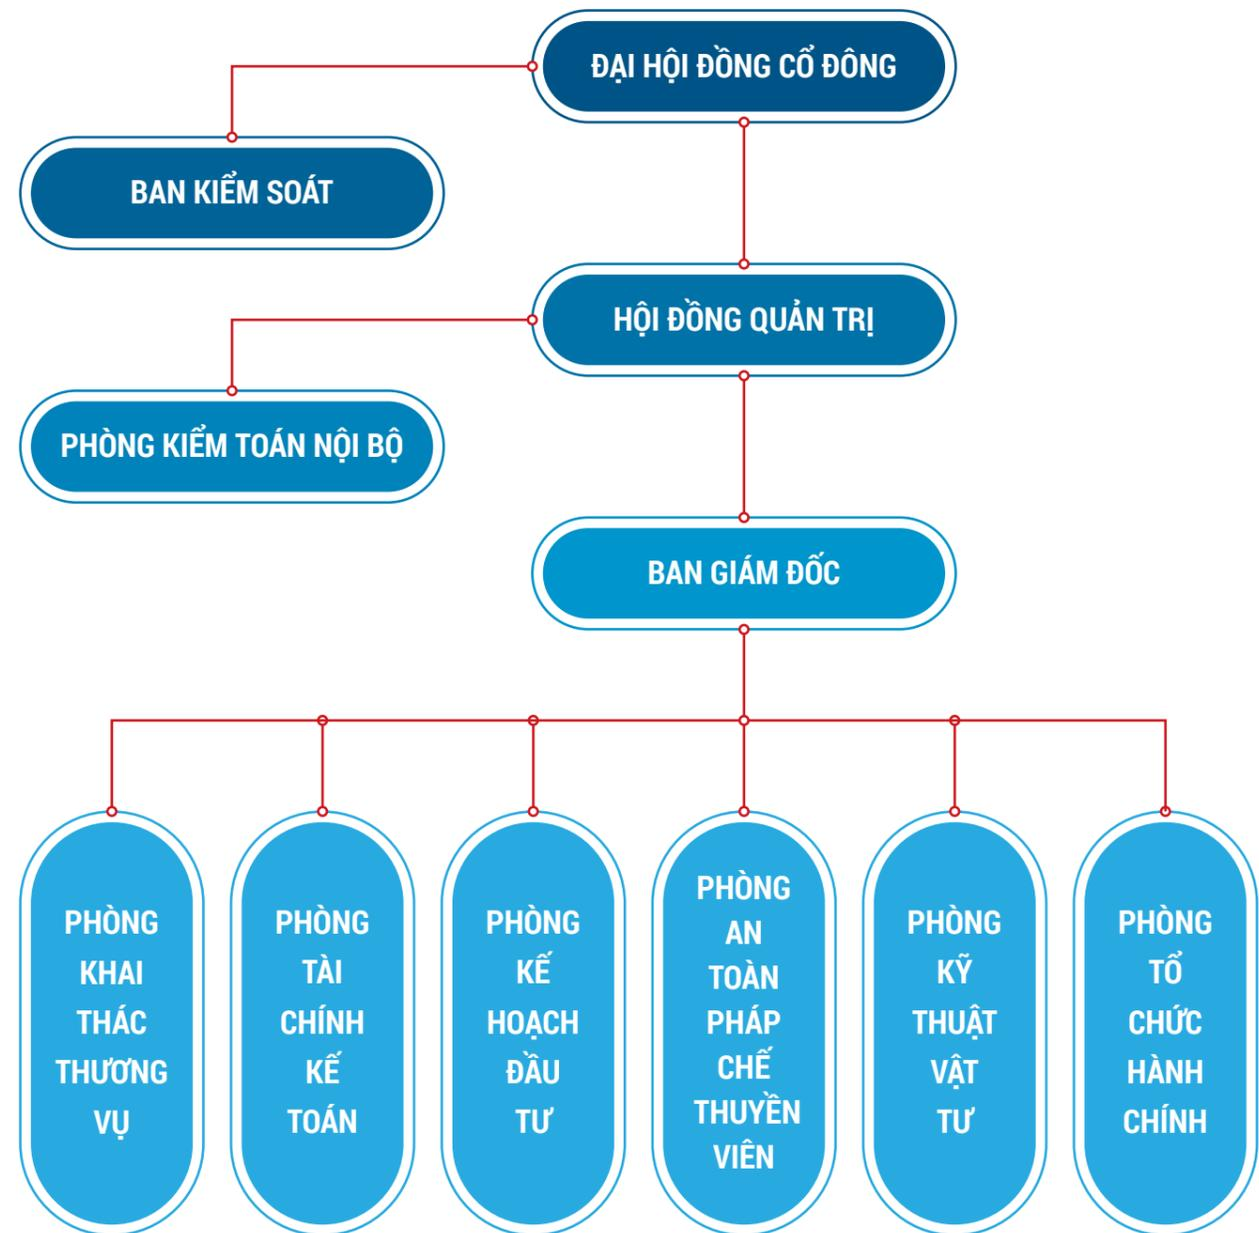 ĐẠI HỘI ĐỒNG CỔ ĐÔNG
BAN KIỂM SOÁT
HỘI ĐỒNG QUẢN TRỊ
PHÒNG KIỂM TOÁN NỘI BỘ
BAN GIÁM ĐỐC
PHÒNG
KHAI
THÁC
THƯƠNG
VỤ
PHÒNG
TÀI
CHÍNH
KẾ
TOÁN
PHÒNG
KẾ
HOẠCH
ĐẦU
TƯ
PHÒNG
AN
TOÀN
PHÁP
CHẾ
THUYỀN
VIÊN
PHÒNG
KỸ
THUẬT
VẬT
TƯ
PHÒNG
TỔ
CHỨC
HÀNH
CHÍNH